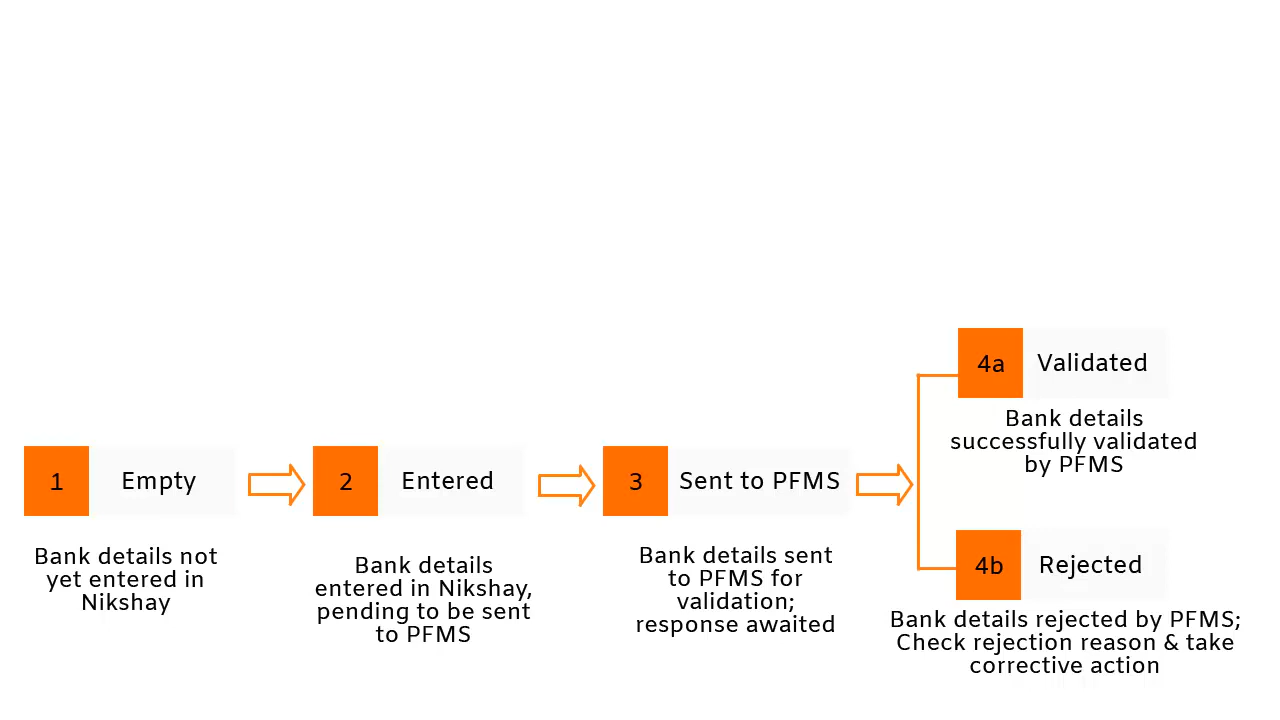 1
Empty
Bank details not
yet entered in
Nikshay
2
Entered
Bank details
entered in Nikshay,
pending to be sent
to PFMS
3
Sent to PFMS
Bank details sent
to PFMS for
validation;
response awaited
4a
Validated
Bank details
successfully validated
by PFMS
4b
Rejected
Bank details rejected by PFMS;
Check rejection reason & take
corrective action